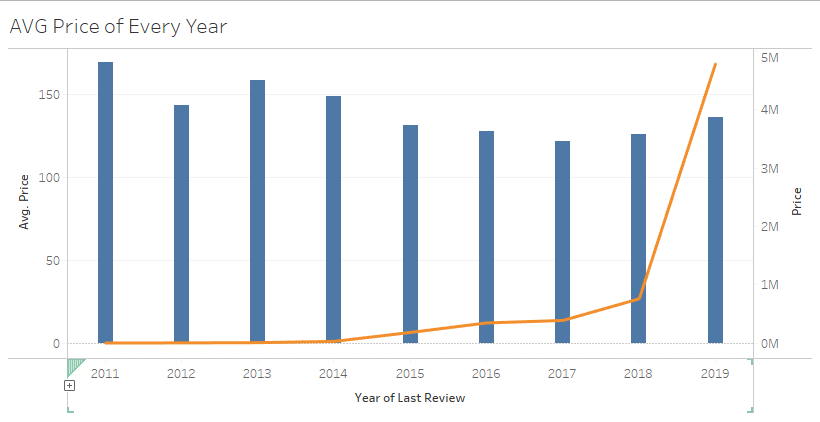 AVG Price of Every Year
150
100
50
0
Avg. Price
5M
4M
3M
2M
1M
0M
Price
2011 2012 2013 2014 2015 2016 2017 2018 2019
Year of Last Review